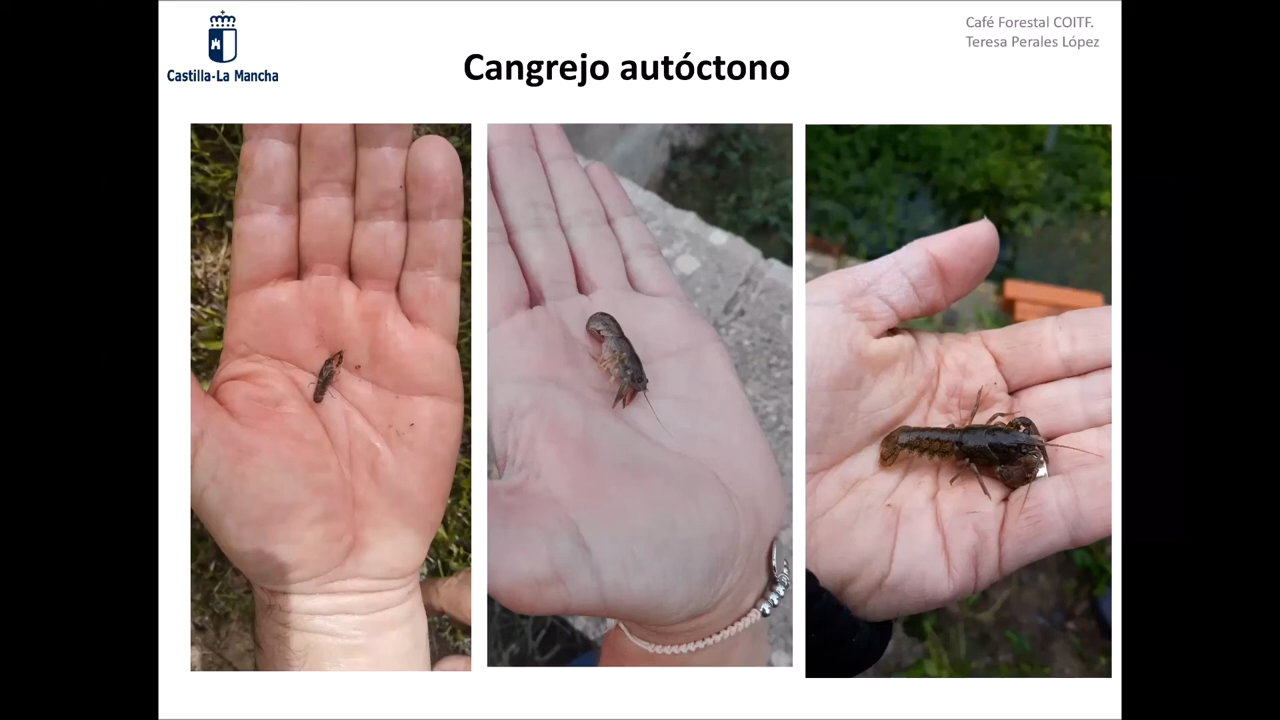 Castilla-La Mancha
Café Forestal COITF.
Teresa Perales López
Cangrejo autóctono